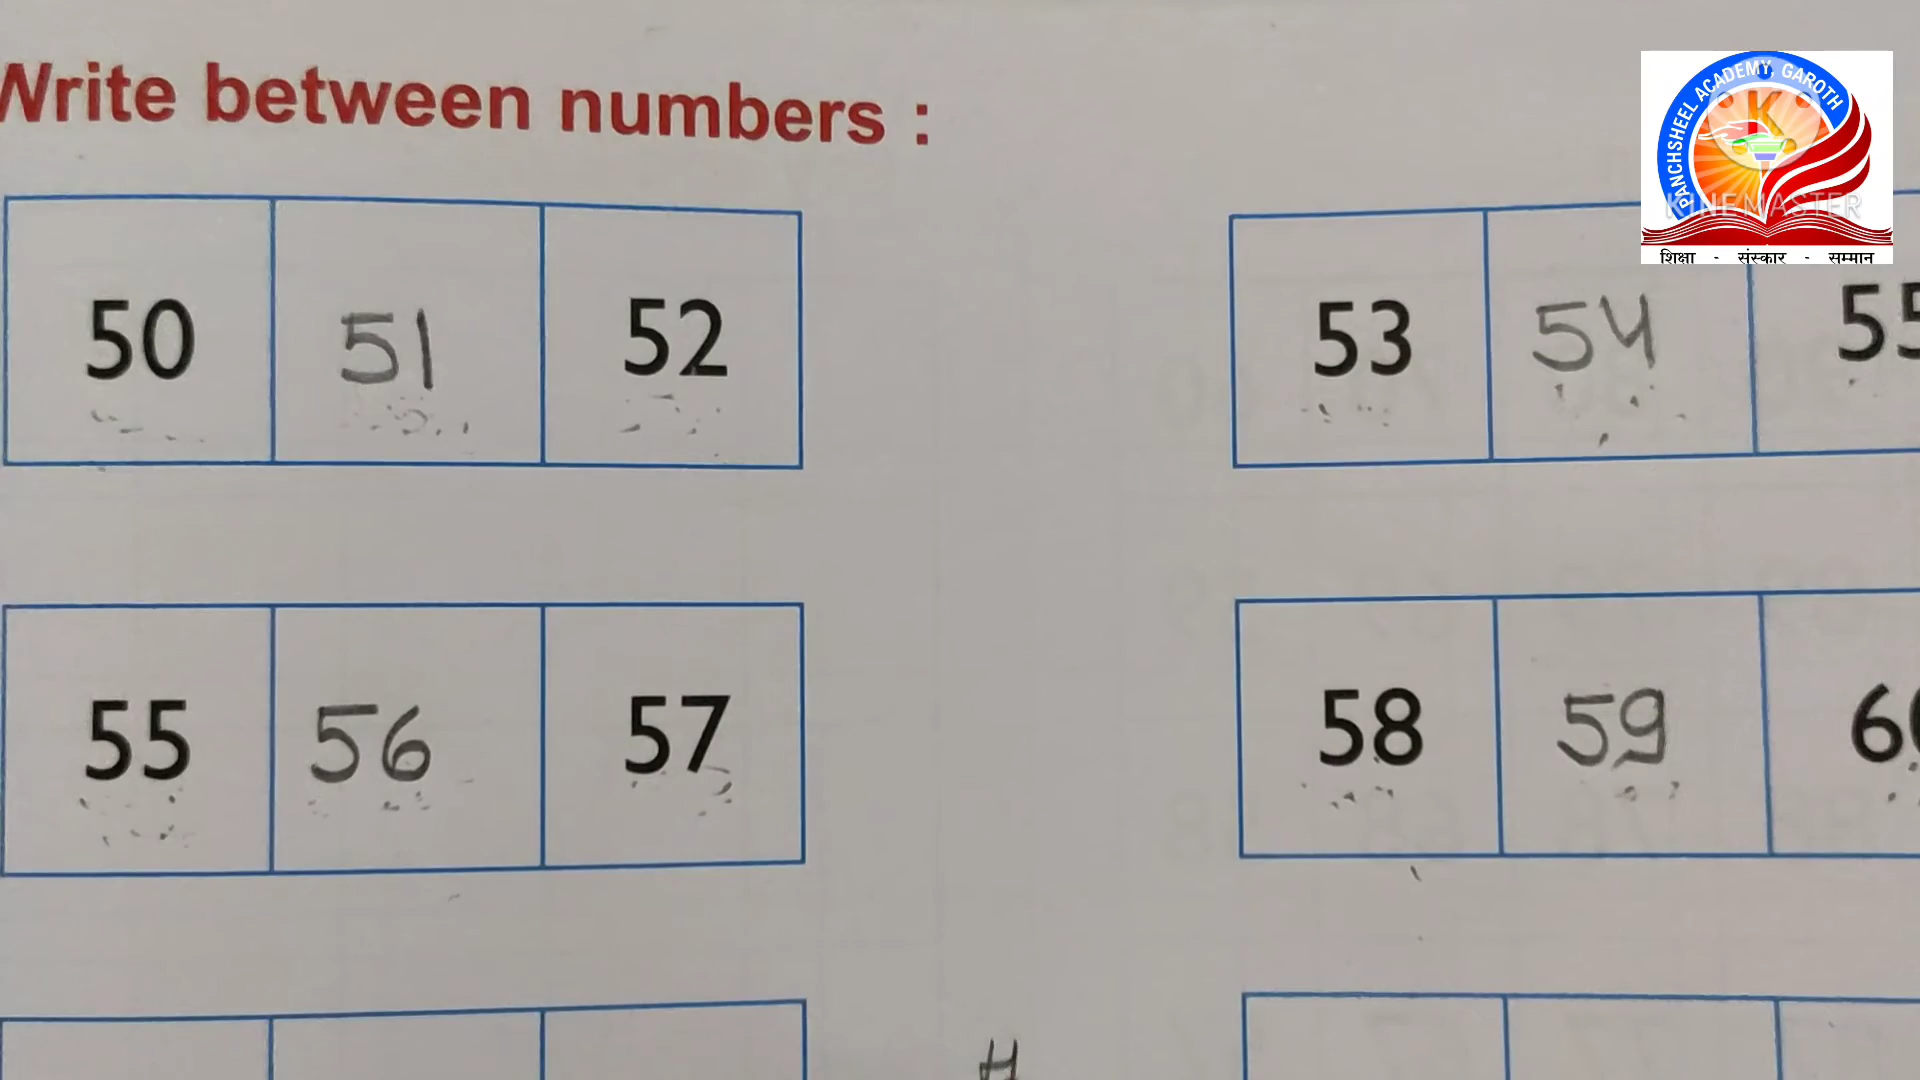 Write between numbers :
50 51 52
53 54 55
55 56 57
58 59 60
PANCHSHEEL ACADEMY, GAROTH
K
KINEMASTER
शिक्षा - संस्कार - सम्मान